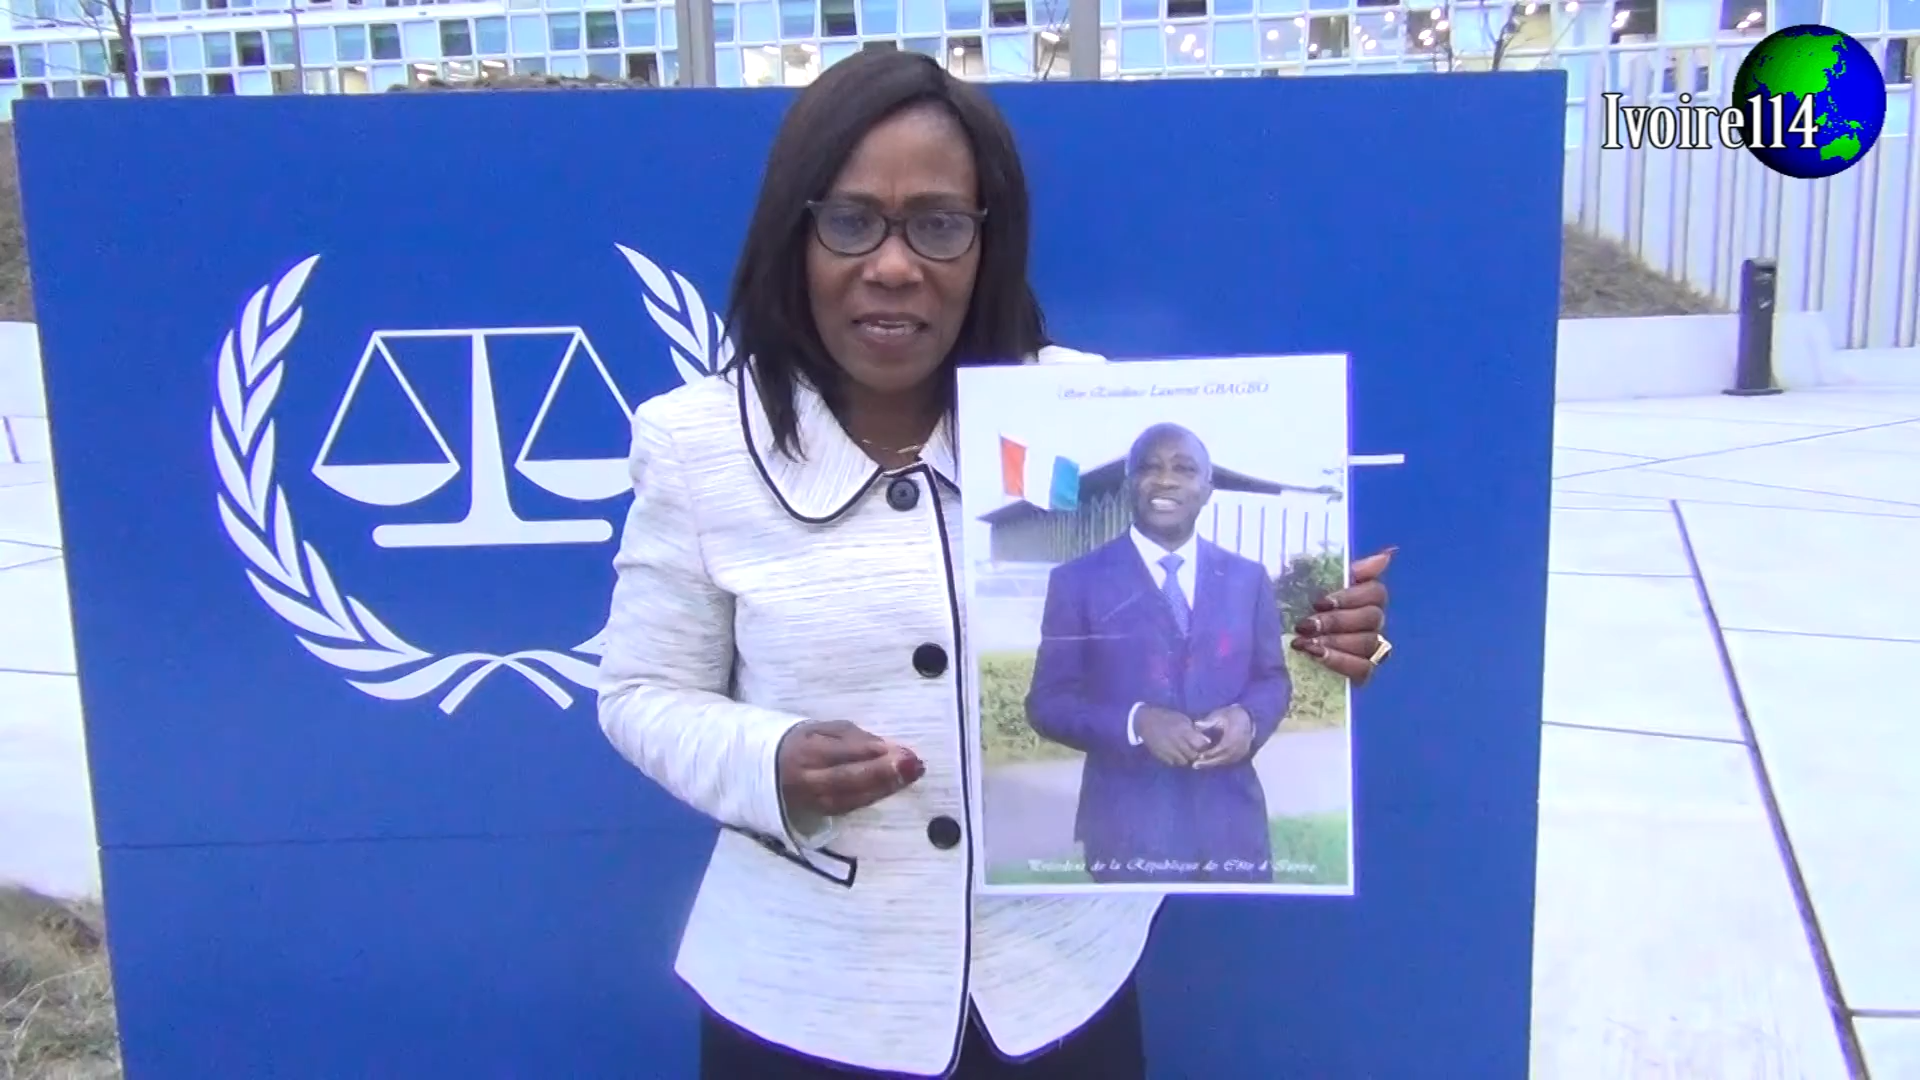 Ivoire114
Son Excellence Laurent GBAGBO
Président de la République de Côte d'Ivoire